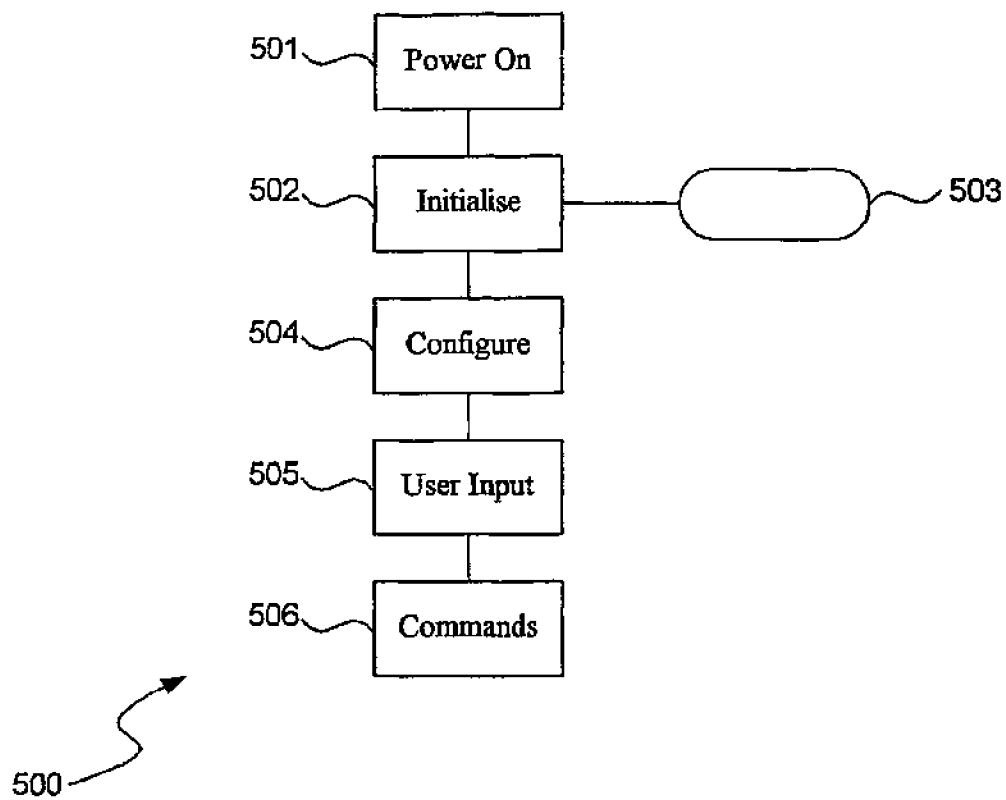 501
Power On
502
Initialise
503
504
Configure
505
User Input
506
Commands
500